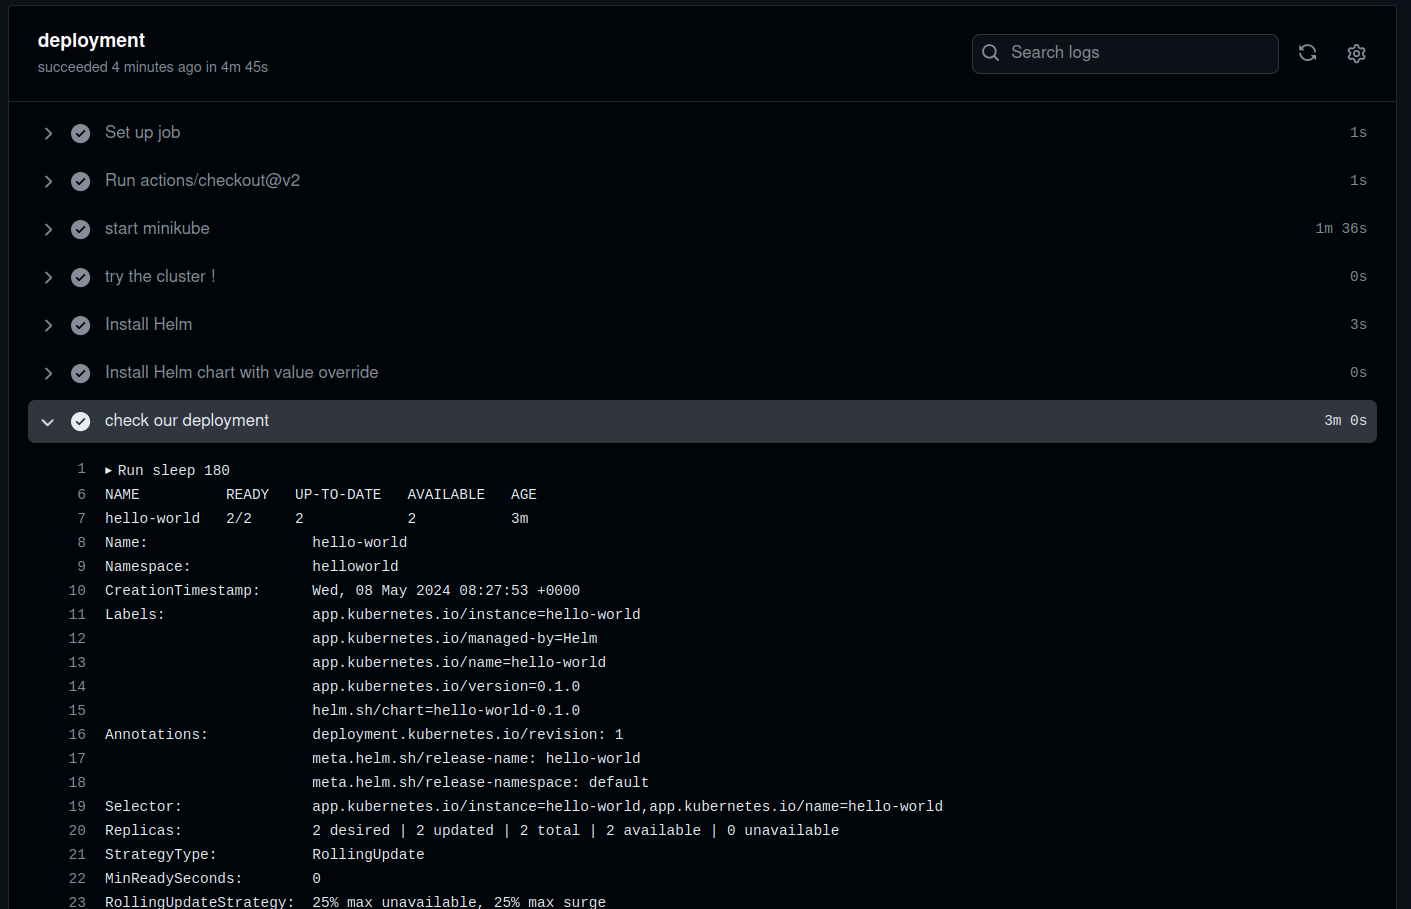 deployment
succeeded 4 minutes ago in 4m 45s
Search logs
Set up job 1s
Run actions/checkout@v2 1s
start minikube 1m 36s
try the cluster ! 0s
Install Helm 3s
Install Helm chart with value override 0s
check our deployment 3m 0s
1 Run sleep 180
6 NAME READY UP-TO-DATE AVAILABLE AGE
7 hello-world 2/2 2 2 3m
8 Name: hello-world
9 Namespace: helloworld
10 CreationTimestamp: Wed, 08 May 2024 08:27:53 +0000
11 Labels: app.kubernetes.io/instance=hello-world
12 app.kubernetes.io/managed-by=Helm
13 app.kubernetes.io/name=hello-world
14 app.kubernetes.io/version=0.1.0
15 helm.sh/chart=hello-world-0.1.0
16 Annotations: deployment.kubernetes.io/revision: 1
17 meta.helm.sh/release-name: hello-world
18 meta.helm.sh/release-namespace: default
19 Selector: app.kubernetes.io/instance=hello-world,app.kubernetes.io/name=hello-world
20 Replicas: 2 desired | 2 updated | 2 total | 2 available | 0 unavailable
21 StrategyType: RollingUpdate
22 MinReadySeconds: 0
23 RollingUpdateStrategy: 25% max unavailable, 25% max surge